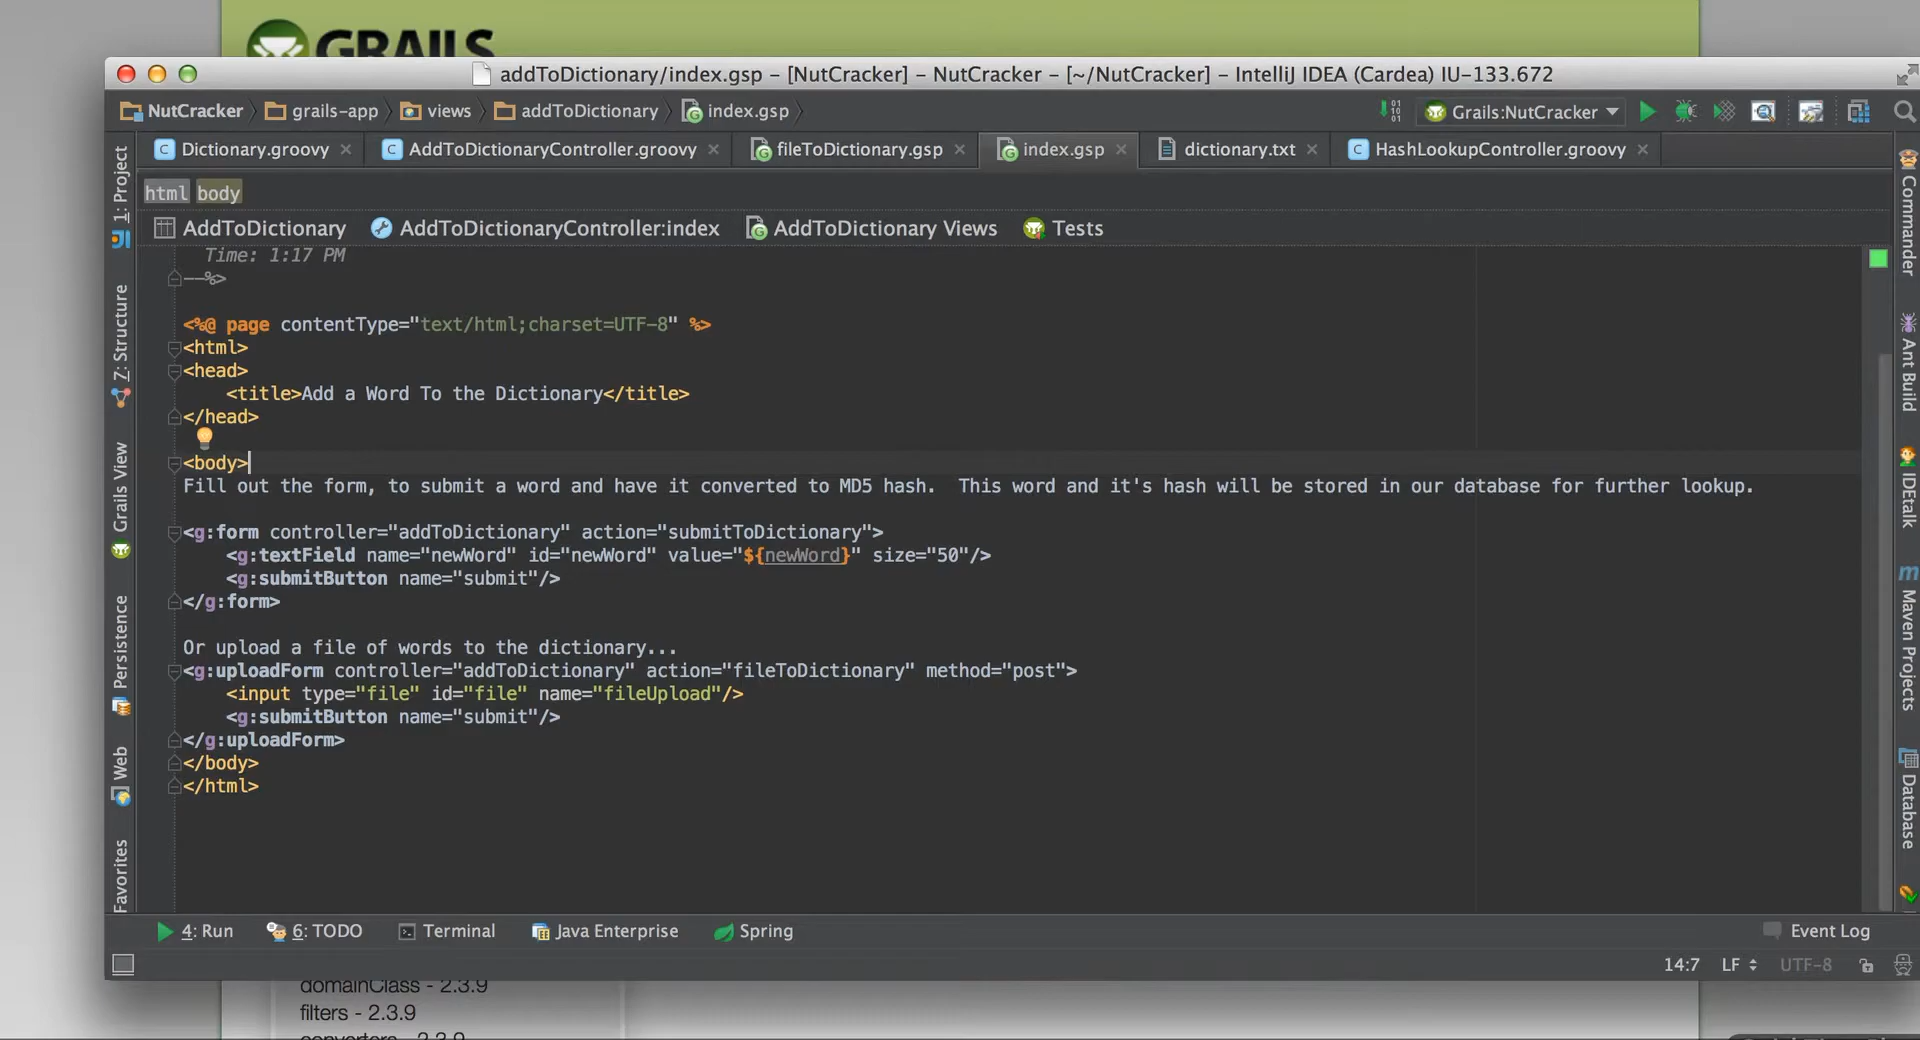 GRAILS
addToDictionary/index.gsp - [NutCracker] - NutCracker - [~/NutCracker] - IntelliJ IDEA (Cardea) IU-133.672
NutCracker grails-app views addToDictionary index.gsp Grails:NutCracker
Dictionary.groovy AddToDictionaryController.groovy fileToDictionary.gsp index.gsp dictionary.txt HashLookupController.groovy
html body
AddToDictionary AddToDictionaryController:index AddToDictionary Views Tests
Time: 1:17 PM
--%>
<%@ page contentType="text/html;charset=UTF-8" %>
<html>
<head>
<title>Add a Word To the Dictionary</title>
</head>
<body>
Fill out the form, to submit a word and have it converted to MD5 hash.  This word and it's hash will be stored in our database for further lookup.
<g:form controller="addToDictionary" action="submitToDictionary">
<g:textField name="newWord" id="newWord" value="${newWord}" size="50"/>
<g:submitButton name="submit"/>
</g:form>
Or upload a file of words to the dictionary...
<g:uploadForm controller="addToDictionary" action="fileToDictionary" method="post">
<input type="file" id="file" name="fileUpload"/>
<g:submitButton name="submit"/>
</g:uploadForm>
</body>
</html>
1: Project
Z: Structure
Grails View
Persistence
Web
Favorites
Commander
Ant Build
IDEtalk
Maven Projects
Database
4: Run 6: TODO Terminal Java Enterprise Spring Event Log
14:7 LF UTF-8
domainClass - 2.3.9
filters - 2.3.9
converters - 2.3.9